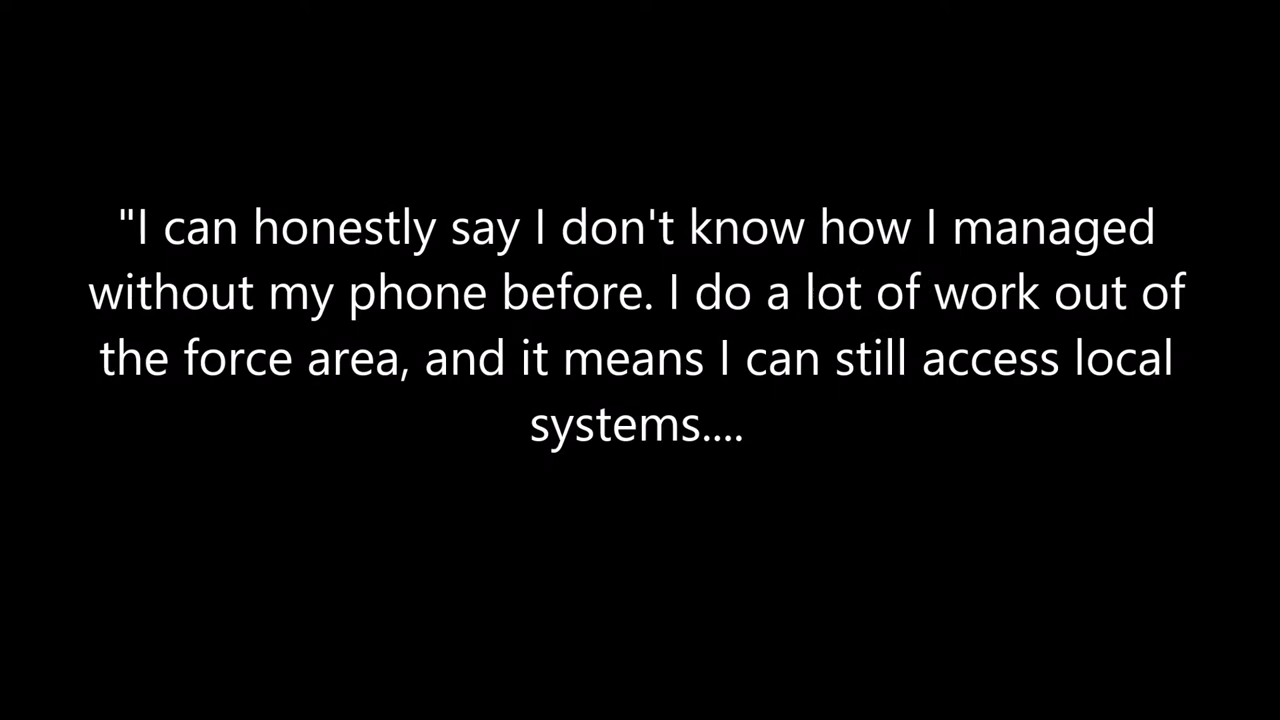 "I can honestly say I don't know how I managed
without my phone before. I do a lot of work out of
the force area, and it means I can still access local
systems....